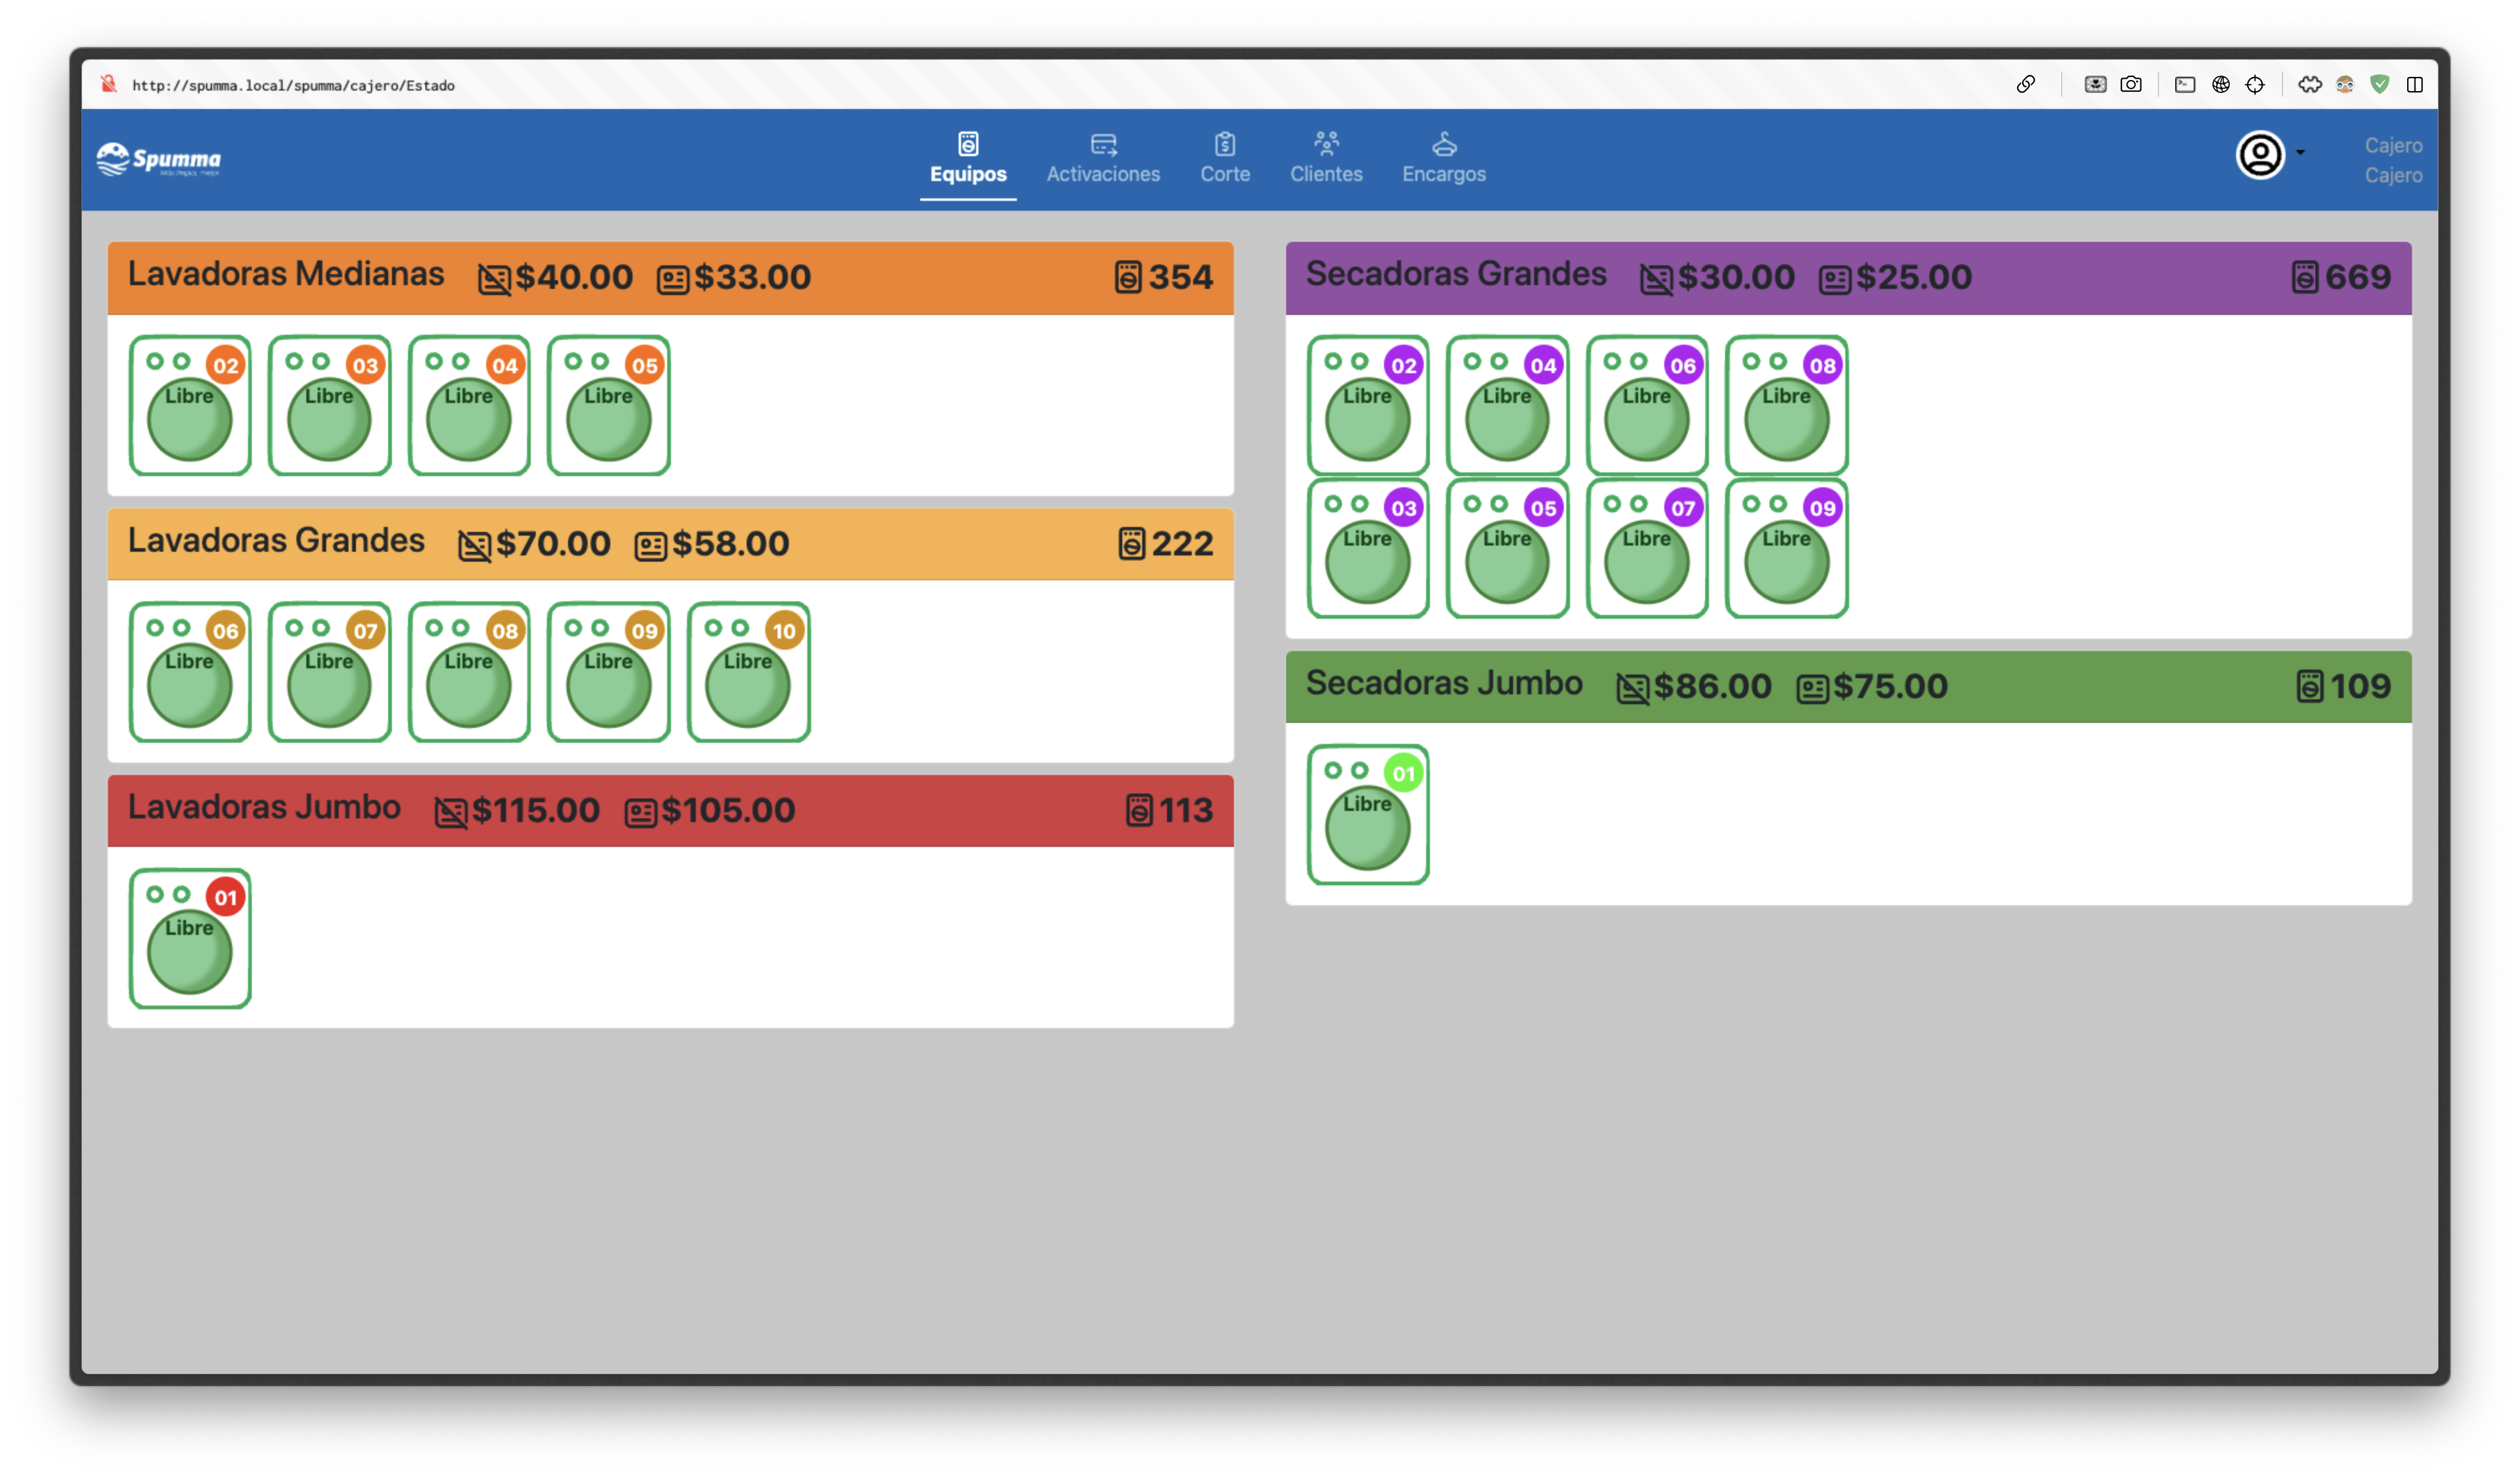 http://spumma.local/spumma/cajero/Estado
Spumma
Equipos
Activaciones
Corte
Clientes
Encargos
Cajero
Cajero
Lavadoras Medianas $40.00 $33.00 354
02 03 04 05
Libre Libre Libre Libre
Lavadoras Grandes $70.00 $58.00 222
06 07 08 09 10
Libre Libre Libre Libre Libre
Lavadoras Jumbo $115.00 $105.00 113
01
Libre
Secadoras Grandes $30.00 $25.00 669
02 04 06 08
Libre Libre Libre Libre
03 05 07 09
Libre Libre Libre Libre
Secadoras Jumbo $86.00 $75.00 109
01
Libre